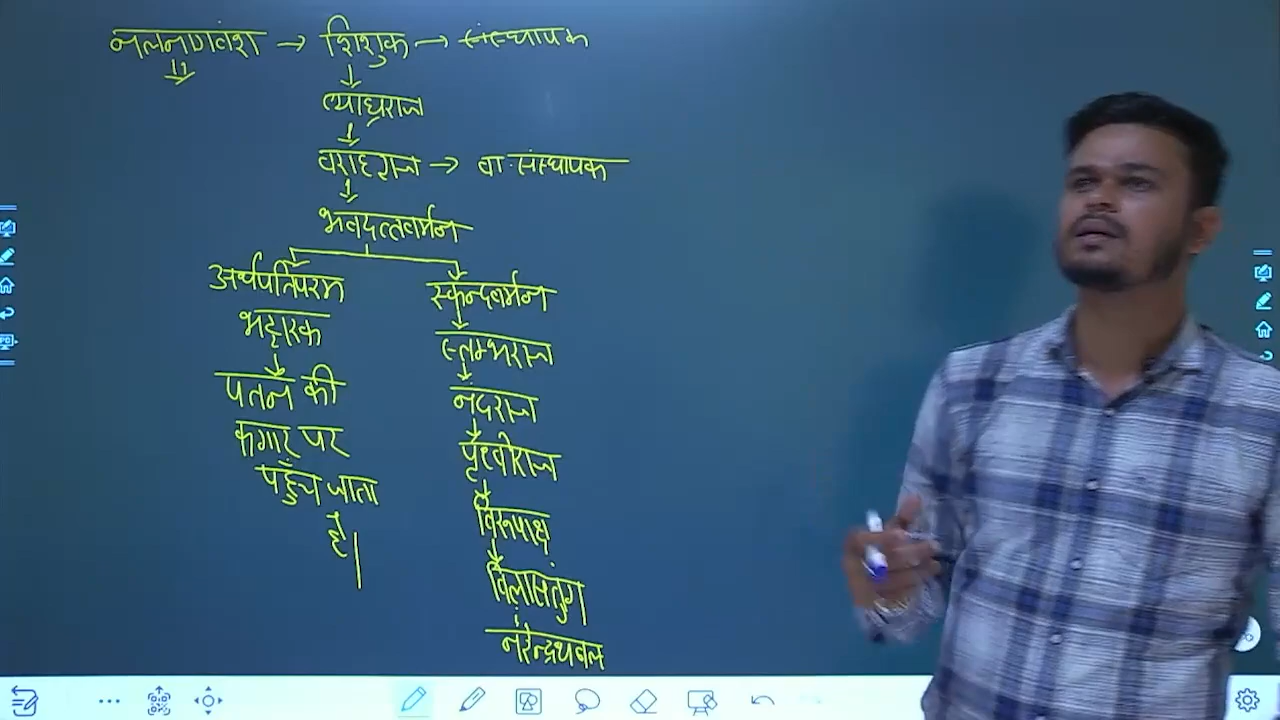 नलनागवंश → शिशुक → संस्थापक
व्याघ्रराज
वराहराज → वा. संस्थापक
भवदत्तवर्मन
अर्थपतिपरम
भट्टारक
पतन की
कगार पर
पहुँच जाता
है|
स्कन्दवर्मन
स्तम्भराज
नंदराज
पृथ्वीराज
विरुपाक्ष
विलासतुंग
नरेन्द्रधवल